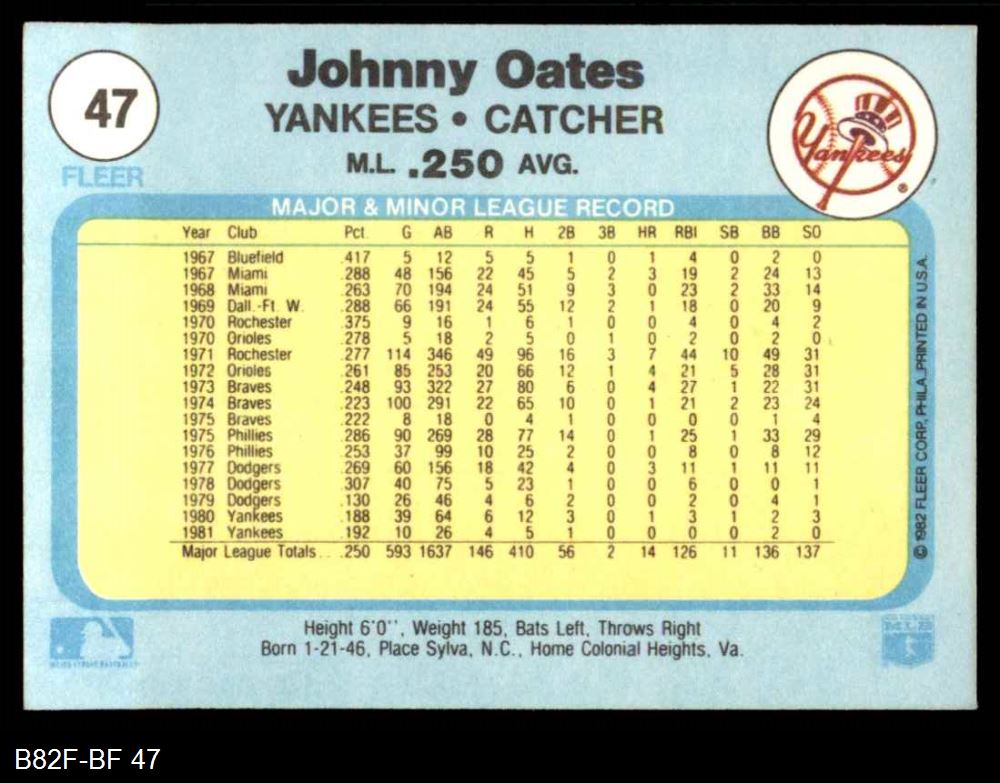 47
Johnny Oates
YANKEES • CATCHER
M.L. .250 AVG.
Yankees
®
FLEER
MAJOR & MINOR LEAGUE RECORD
Year Club Pct. G AB R H 2B 3B HR RBI SB BB SO
1967 Bluefield .417 5 12 5 5 1 0 1 4 0 2 0
1967 Miami .288 48 156 22 45 5 2 3 19 2 24 13
1968 Miami .263 70 194 24 51 9 3 0 23 2 33 14
1969 Dall.-Ft. W. .288 66 191 24 55 12 2 1 18 0 20 9
1970 Rochester .375 9 16 1 6 1 0 0 4 0 4 2
1970 Orioles .278 5 18 2 5 0 1 0 2 0 2 0
1971 Rochester .277 114 346 49 96 16 3 7 44 10 49 31
1972 Orioles .261 85 253 20 66 12 1 4 21 5 28 31
1973 Braves .248 93 322 27 80 6 0 4 27 1 22 31
1974 Braves .223 100 291 22 65 10 0 1 21 2 23 24
1975 Braves .222 8 18 0 4 1 0 0 0 0 1 4
1975 Phillies .286 90 269 28 77 14 0 1 25 1 33 29
1976 Phillies .253 37 99 10 25 2 0 0 8 0 8 12
1977 Dodgers .269 60 156 18 42 4 0 3 11 1 11 11
1978 Dodgers .307 40 75 5 23 1 0 0 6 0 0 1
1979 Dodgers .130 26 46 4 6 2 0 0 2 0 4 1
1980 Yankees .188 39 64 6 12 3 0 1 3 1 2 3
1981 Yankees .192 10 26 4 5 1 0 0 0 0 2 0
Major League Totals . . .250 593 1637 146 410 56 2 14 126 11 136 137
© 1982 FLEER CORP., PHILA. PRINTED IN U.S.A.
Height 6'0'', Weight 185, Bats Left, Throws Right
Born 1-21-46, Place Sylva, N.C., Home Colonial Heights, Va.
B82F-BF 47